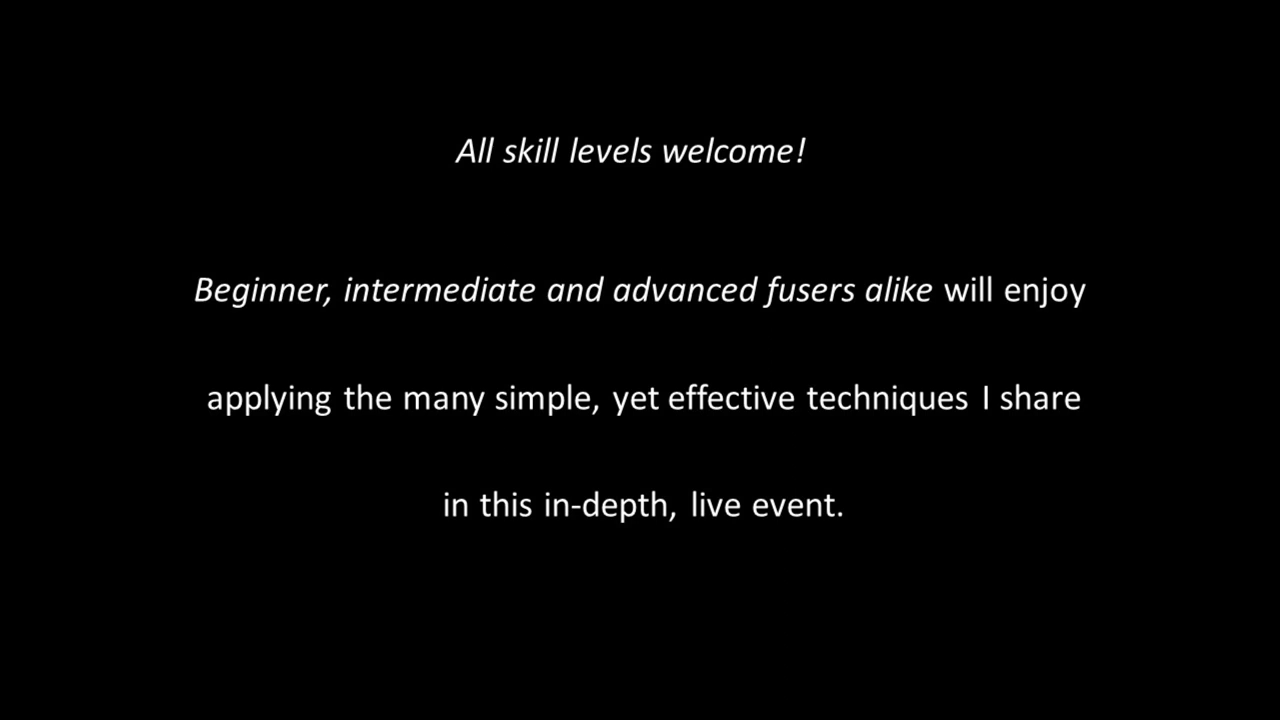 All skill levels welcome!
Beginner, intermediate and advanced fusers alike will enjoy
applying the many simple, yet effective techniques I share
in this in-depth, live event.